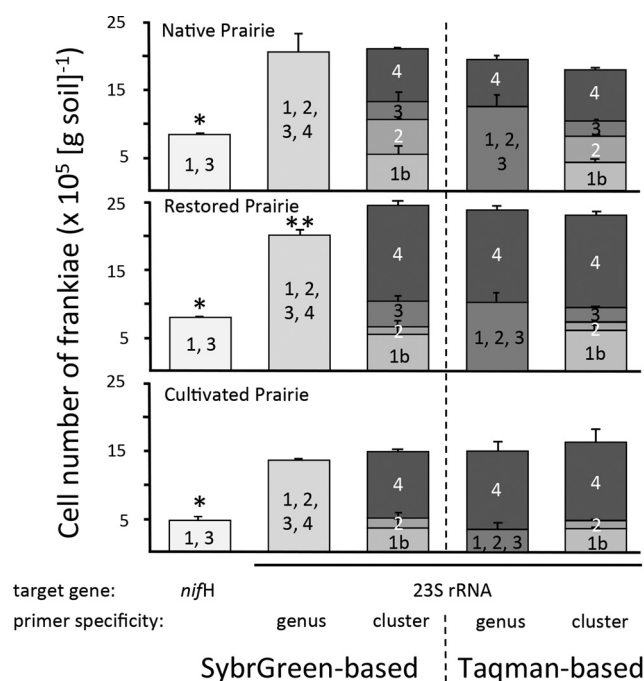 Cell number of frankiae (x 10⁵ [g soil]⁻¹
25
15
5
Native Prairie
*
1, 3
1, 2,
3, 4
4
3
2
1b
4
1, 2,
3
4
3
2
1b
25
15
5
Restored Prairie
*
1, 3
**
1, 2,
3, 4
4
3
2
1b
4
1, 2, 3
4
3
2
1b
25
15
5
Cultivated Prairie
*
1, 3
1, 2,
3, 4
4
2
1b
4
1, 2, 3
4
2
1b
target gene: nifH 23S rRNA
primer specificity: genus cluster genus cluster
SybrGreen-based Taqman-based